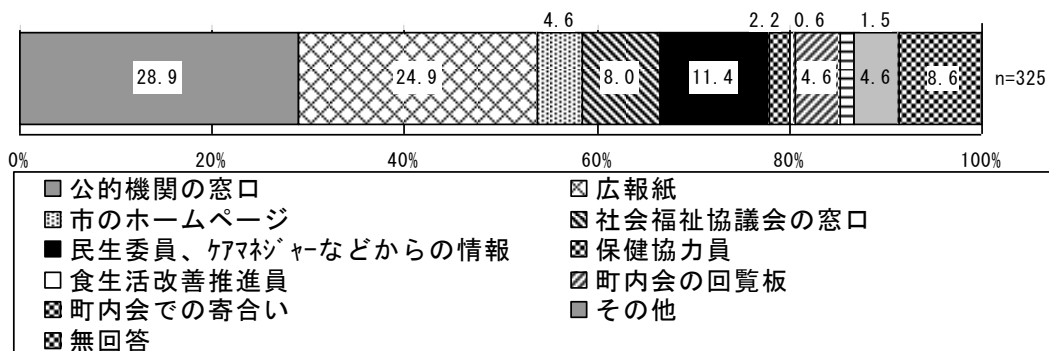 4.6 2.2 0.6 1.5
28.9 24.9 8.0 11.4 4.6 4.6 8.6 n=325
0% 20% 40% 60% 80% 100%
公的機関の窓口 広報紙
市のホームページ 社会福祉協議会の窓口
民生委員、ケアマネジャーなどからの情報 保健協力員
食生活改善推進員 町内会の回覧板
町内会での寄合い その他
無回答